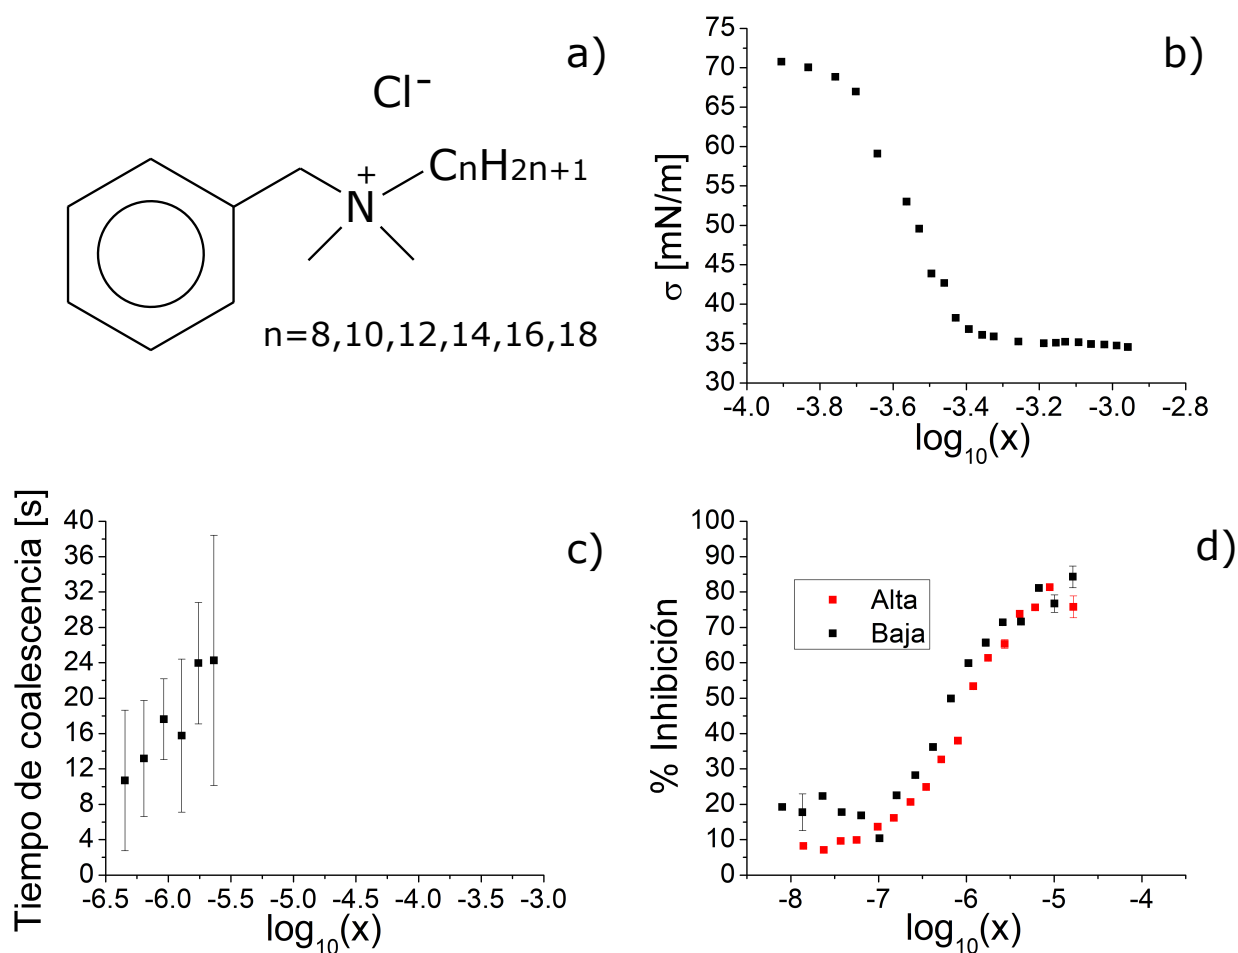 a)
Cl⁻
+
N
CnH2n+1
n=8,10,12,14,16,18
b)
σ [mN/m]
75
70
65
60
55
50
45
40
35
30
-4.0 -3.8 -3.6 -3.4 -3.2 -3.0 -2.8
log10(x)
c)
Tiempo de coalescencia [s]
40
36
32
28
24
20
16
12
8
4
0
-6.5 -6.0 -5.5 -5.0 -4.5 -4.0 -3.5 -3.0
log10(x)
d)
% Inhibición
100
90
80
70
60
50
40
30
20
10
0
Alta
Baja
-8 -7 -6 -5 -4
log10(x)